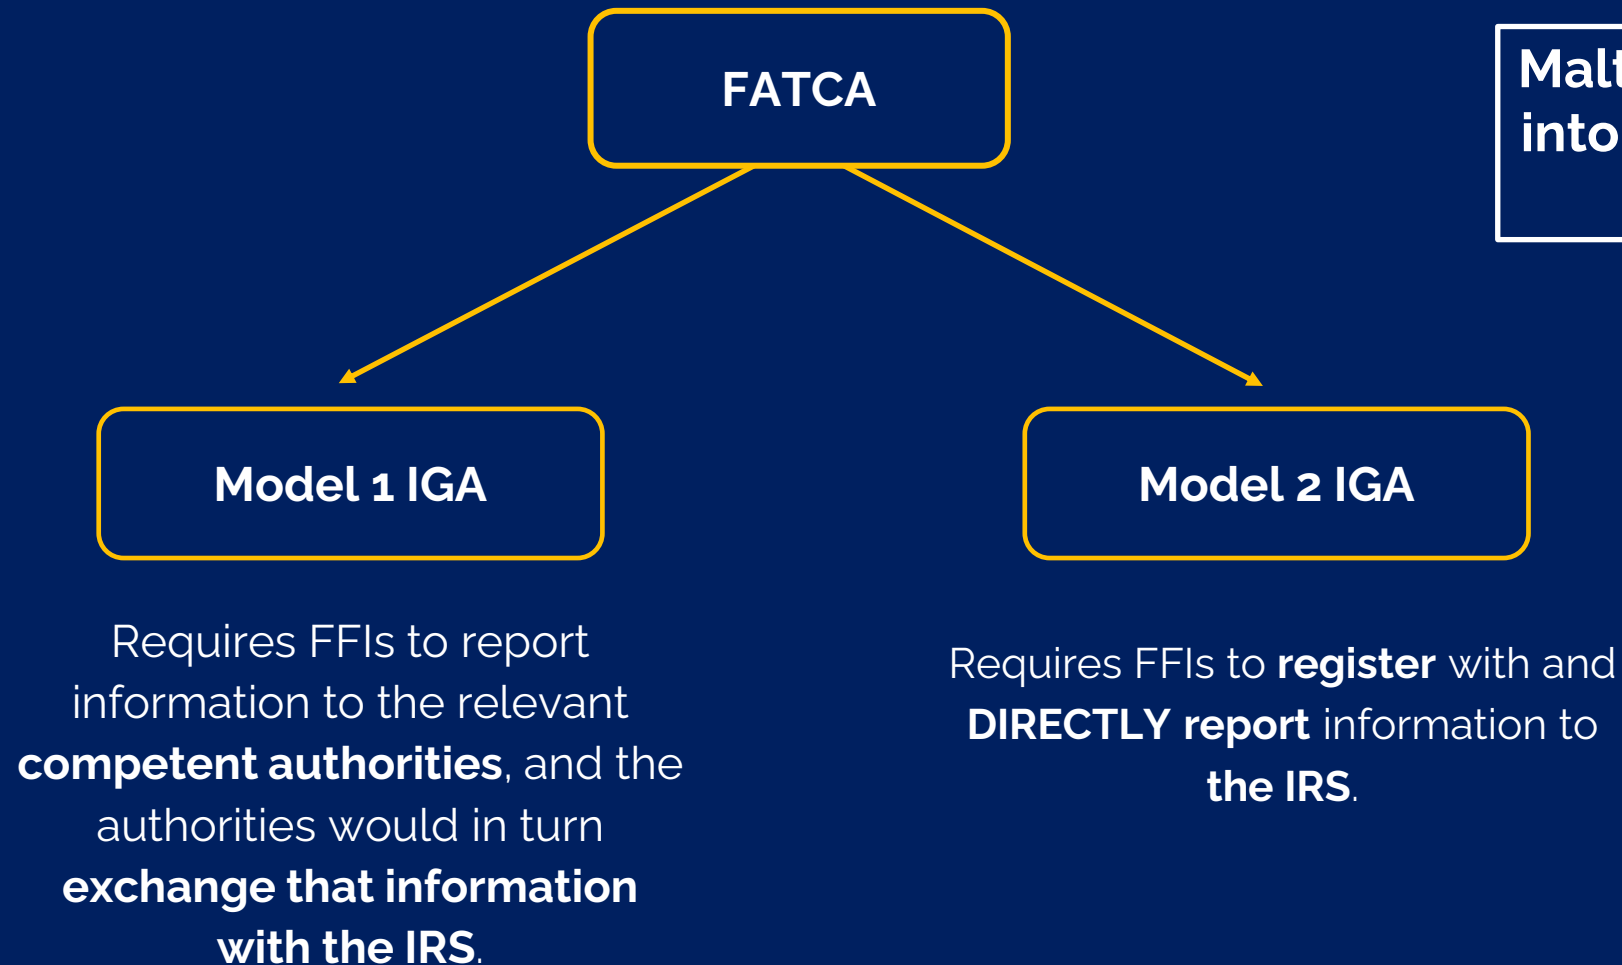 FATCA
Malt
into
Model 1 IGA
Model 2 IGA
Requires FFIs to report
information to the relevant
competent authorities, and the
authorities would in turn
exchange that information
with the IRS.
Requires FFIs to register with and
DIRECTLY report information to
the IRS.